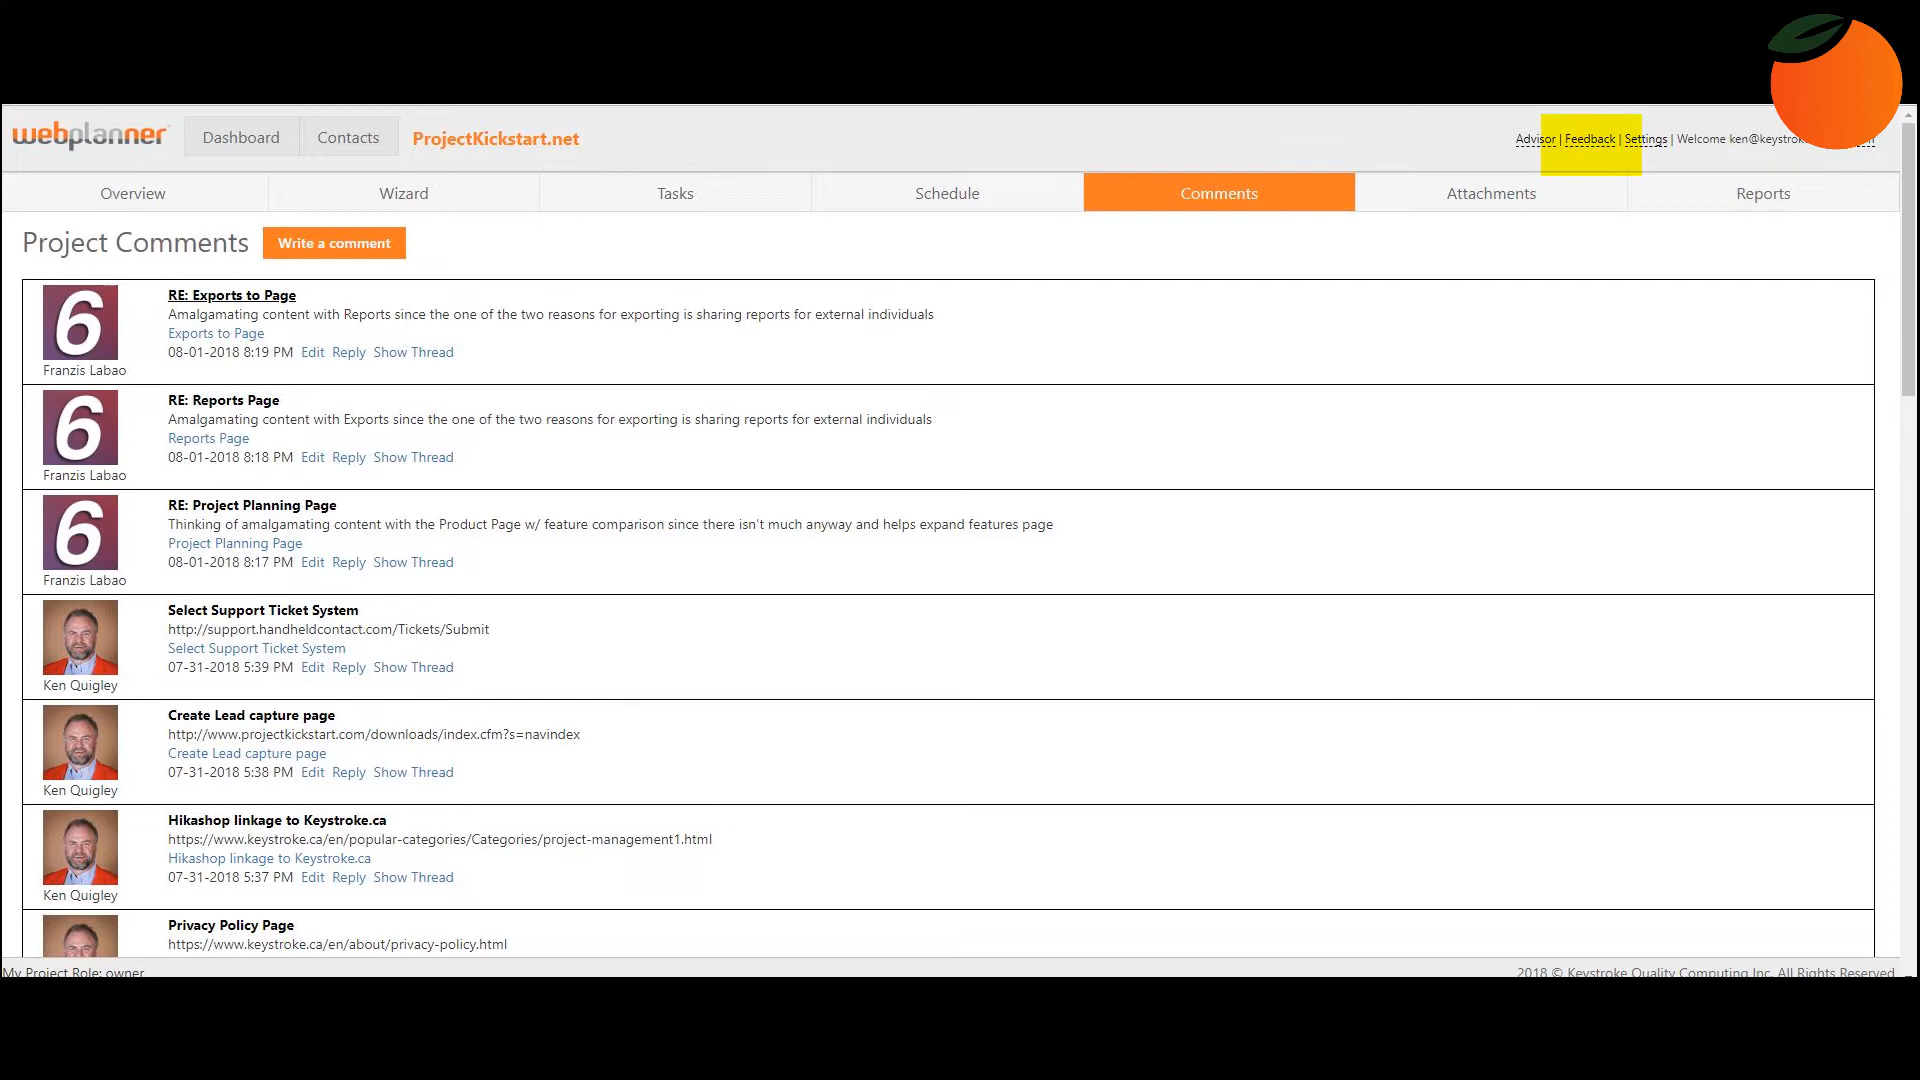 webplanner
Dashboard
Contacts
ProjectKickstart.net
Advisor | Feedback | Settings | Welcome
Overview
Wizard
Tasks
Schedule
Comments
Attachments
Reports
Project Comments
Write a comment
6
RE: Exports to Page
Amalgamating content with Reports since the one of the two reasons for exporting is sharing reports for external individuals
Exports to Page
08-01-2018 8:19 PM Edit Reply Show Thread
Franzis Labao
6
RE: Reports Page
Amalgamating content with Exports since the one of the two reasons for exporting is sharing reports for external individuals
Reports Page
08-01-2018 8:18 PM Edit Reply Show Thread
Franzis Labao
6
RE: Project Planning Page
Thinking of amalgamating content with the Product Page w/ feature comparison since there isn't much anyway and helps expand features page
Project Planning Page
08-01-2018 8:17 PM Edit Reply Show Thread
Franzis Labao
Select Support Ticket System
http://support.handheldcontact.com/Tickets/Submit
Select Support Ticket System
07-31-2018 5:39 PM Edit Reply Show Thread
Ken Quigley
Create Lead capture page
http://www.projectkickstart.com/downloads/index.cfm?s=navindex
Create Lead capture page
07-31-2018 5:38 PM Edit Reply Show Thread
Ken Quigley
Hikashop linkage to Keystroke.ca
https://www.keystroke.ca/en/popular-categories/Categories/project-management1.html
Hikashop linkage to Keystroke.ca
07-31-2018 5:37 PM Edit Reply Show Thread
Ken Quigley
Privacy Policy Page
https://www.keystroke.ca/en/about/privacy-policy.html
My Project Role: owner
2018 © Keystroke Quality Computing Inc. All Rights Reserved